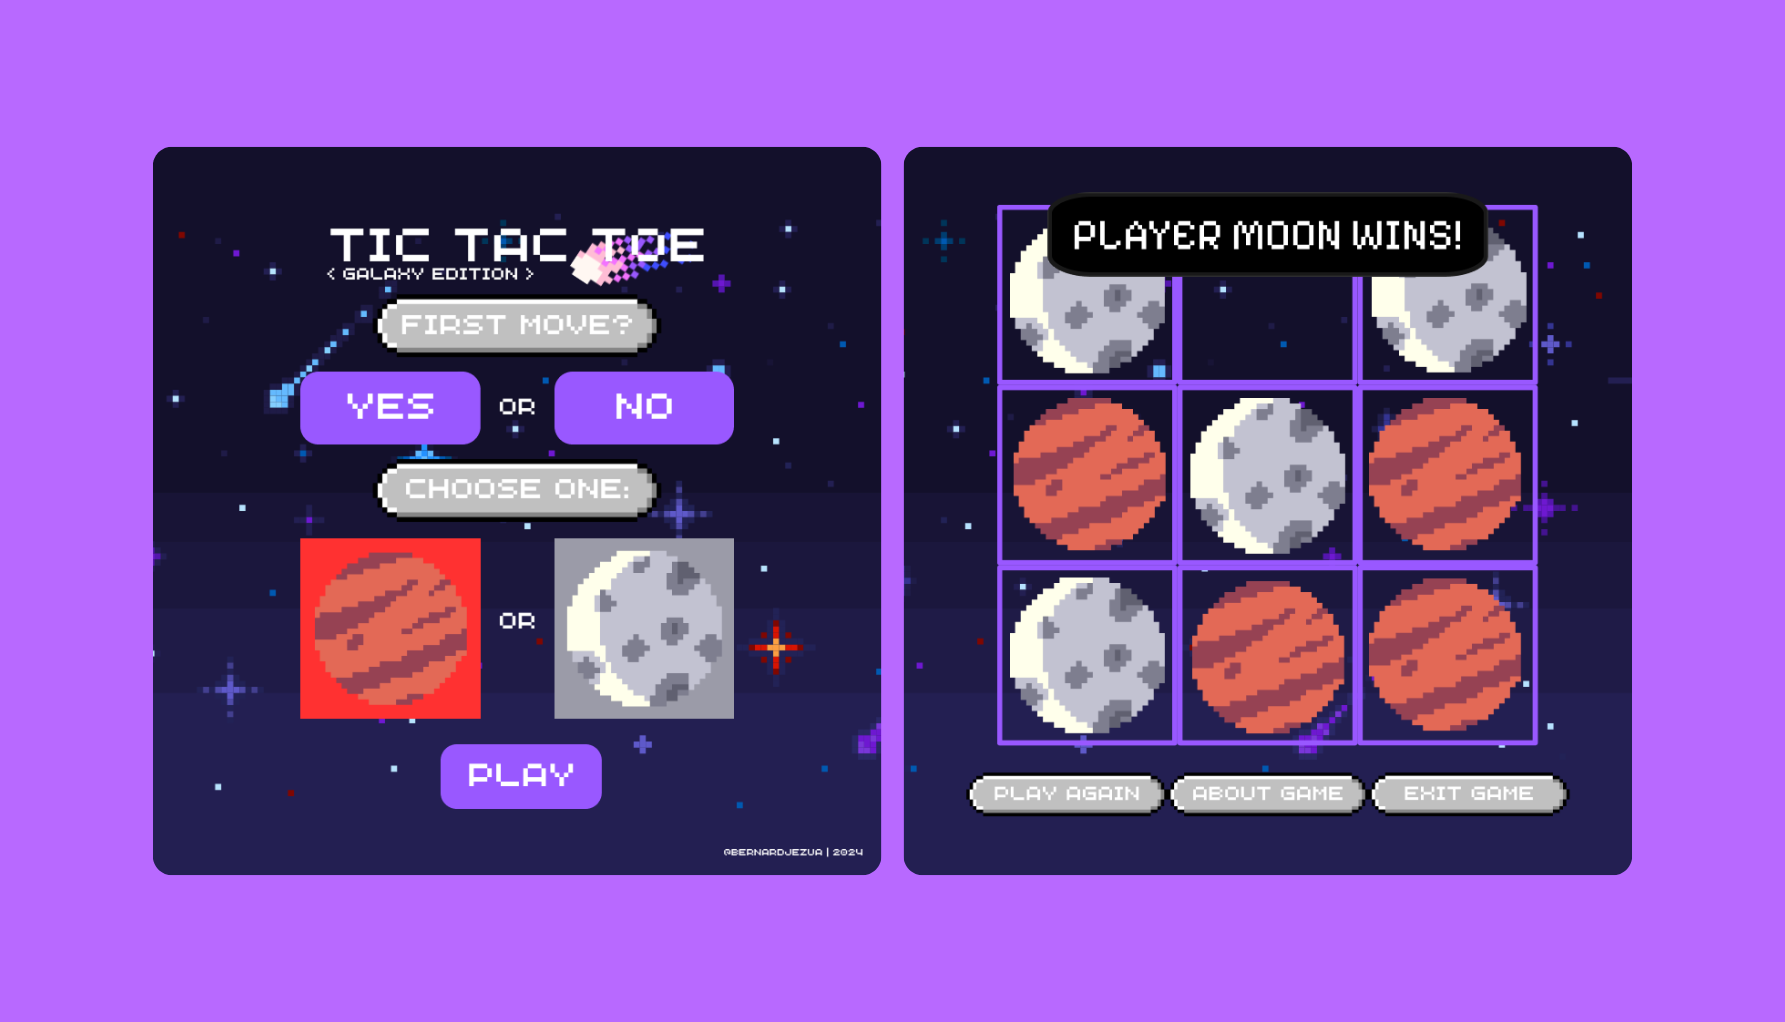 TIC TAC TOE
< GALAXY EDITION >
FIRST MOVE?
YES OR NO
CHOOSE ONE:
OR
PLAY
@BERNARDJEZUA | 2024
PLAYER MOON WINS!
PLAY AGAIN
ABOUT GAME
EXIT GAME